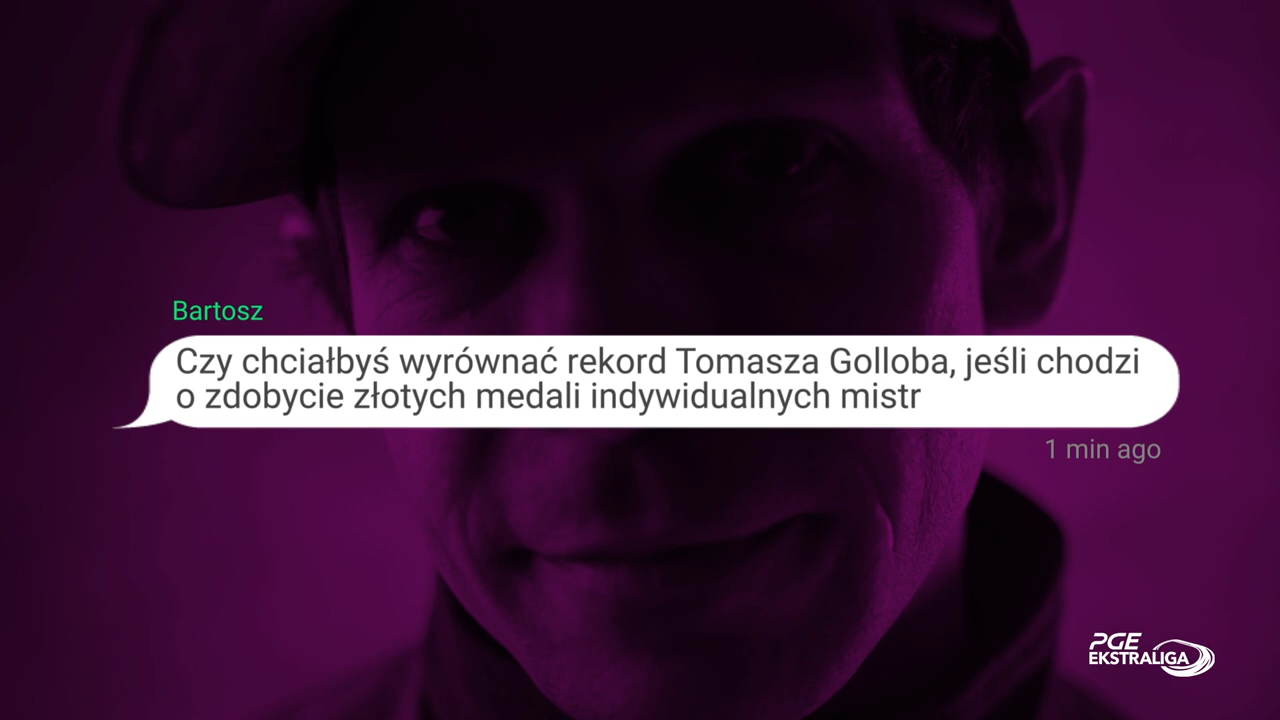 Bartosz
Czy chciałbyś wyrównać rekord Tomasza Golloba, jeśli chodzi
o zdobycie złotych medali indywidualnych mistr
1 min ago
PGE
EKSTRALIGA